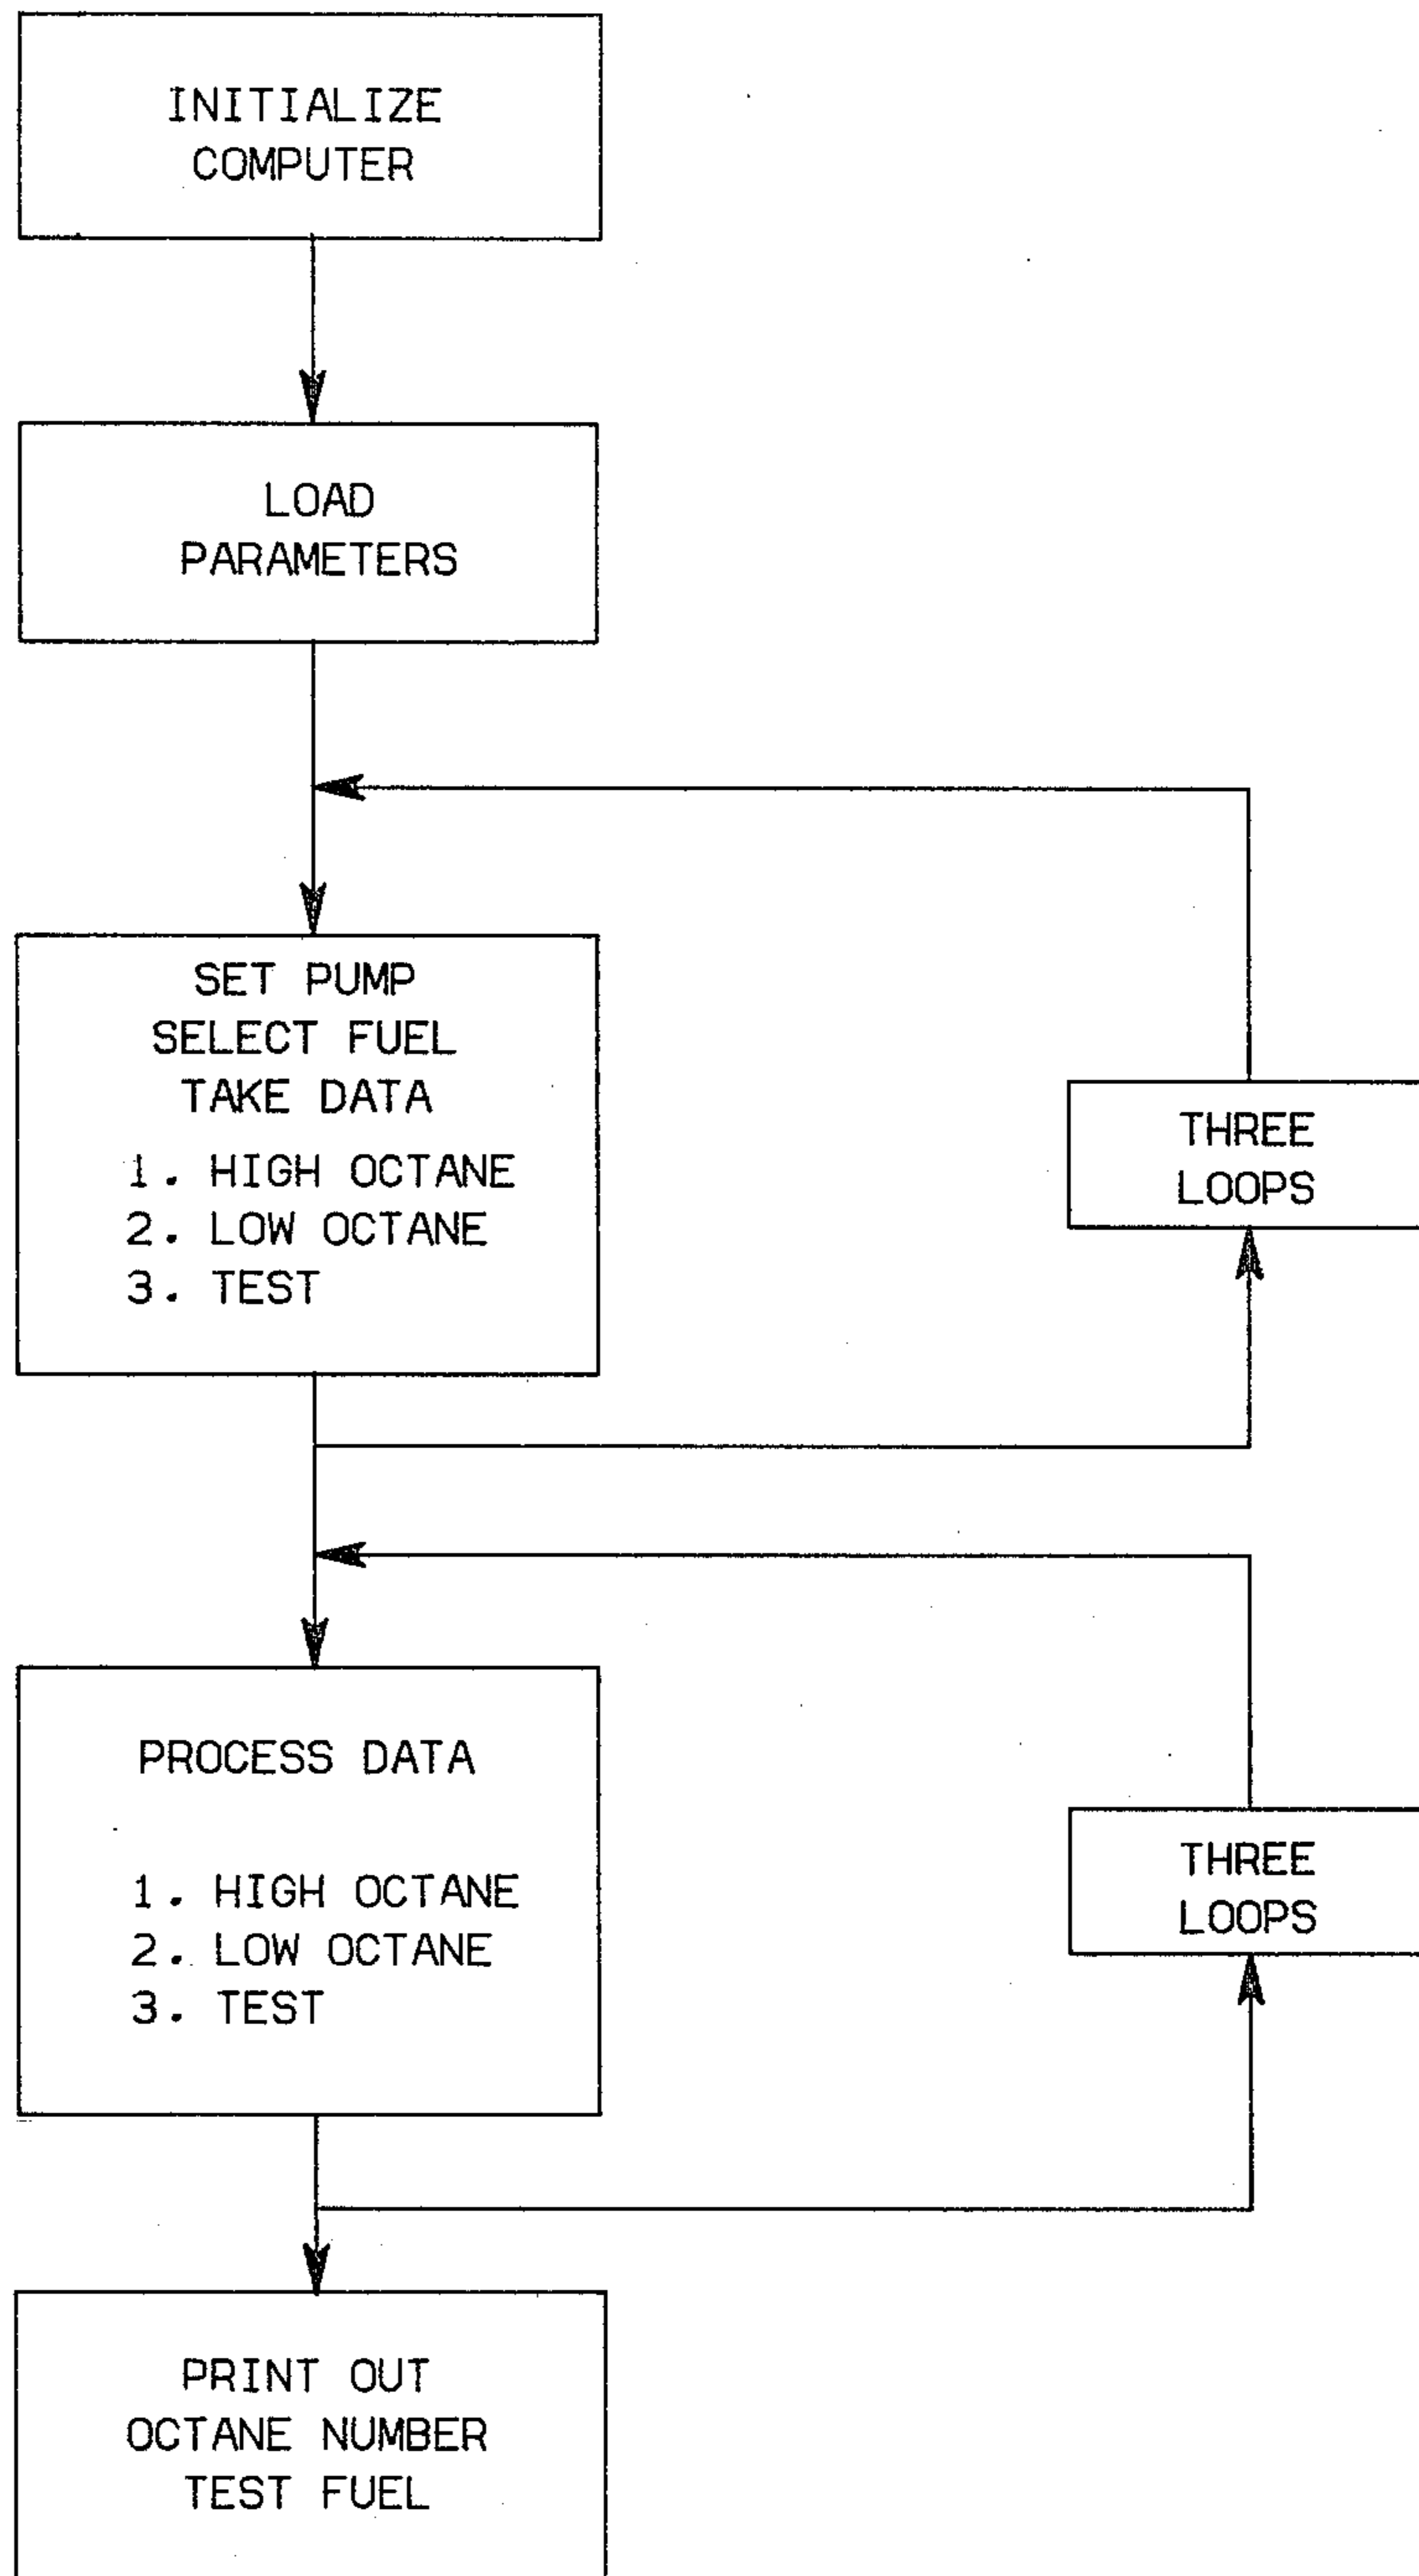 INITIALIZE
COMPUTER
LOAD
PARAMETERS
SET PUMP
SELECT FUEL
TAKE DATA
1. HIGH OCTANE
2. LOW OCTANE
3. TEST
THREE
LOOPS
PROCESS DATA
1. HIGH OCTANE
2. LOW OCTANE
3. TEST
THREE
LOOPS
PRINT OUT
OCTANE NUMBER
TEST FUEL